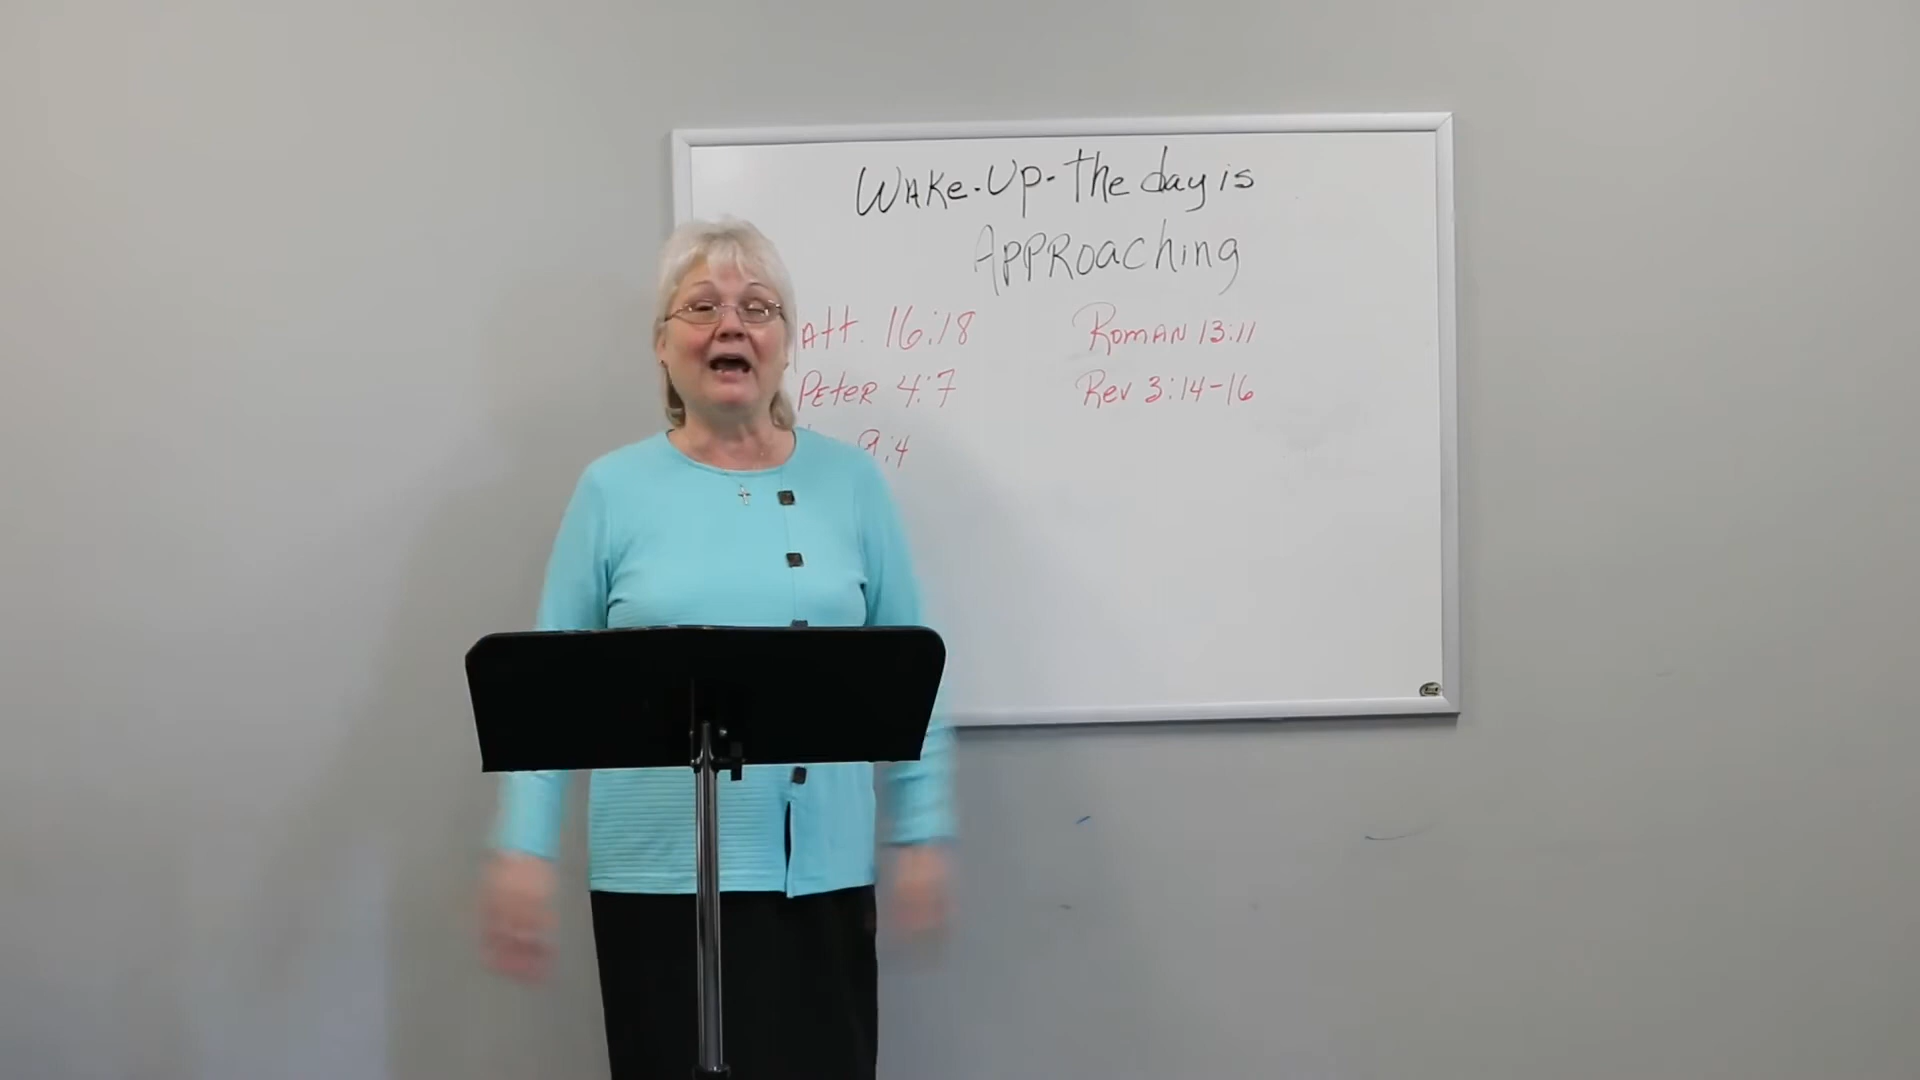 Wake-Up-The day is
Approaching
att. 16:18
Roman 13:11
Peter 4:7
Rev 3:14-16
9:4